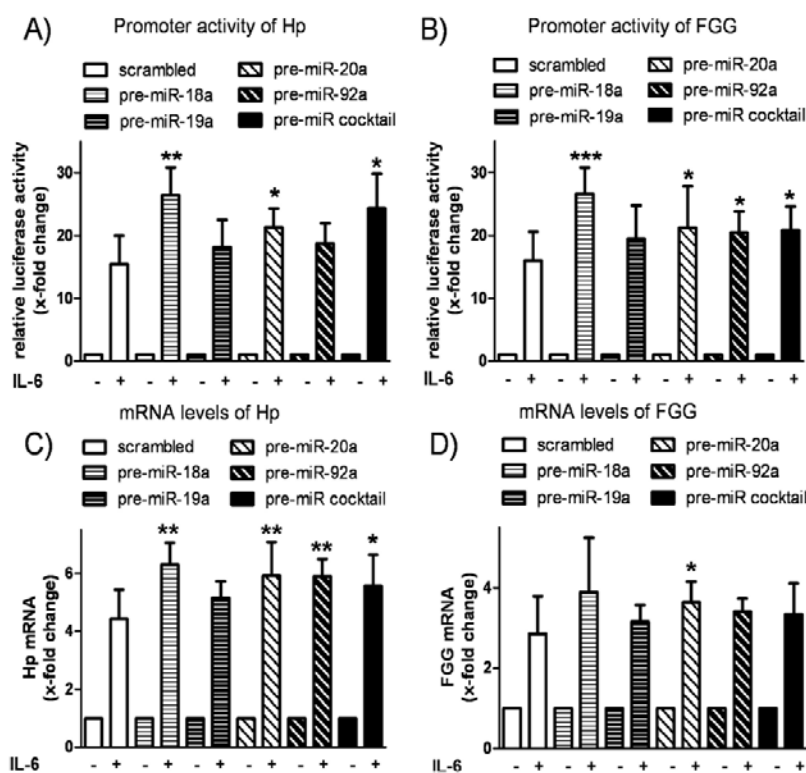 A) Promoter activity of Hp
scrambled pre-miR-20a
pre-miR-18a pre-miR-92a
pre-miR-19a pre-miR cocktail
relative luciferase activity
(x-fold change)
30
20
10
0
** * *
IL-6 - + - + - + - + - + - +
B) Promoter activity of FGG
scrambled pre-miR-20a
pre-miR-18a pre-miR-92a
pre-miR-19a pre-miR cocktail
relative luciferase activity
(x-fold change)
30
20
10
0
*** * * *
IL-6 - + - + - + - + - + - +
mRNA levels of Hp
C) scrambled pre-miR-20a
pre-miR-18a pre-miR-92a
pre-miR-19a pre-miR cocktail
Hp mRNA
(x-fold change)
6
4
2
0
** ** ** *
IL-6 - + - + - + - + - + - +
mRNA levels of FGG
D) scrambled pre-miR-20a
pre-miR-18a pre-miR-92a
pre-miR-19a pre-miR cocktail
FGG mRNA
(x-fold change)
4
2
0
*
IL-6 - + - + - + - + - + - +